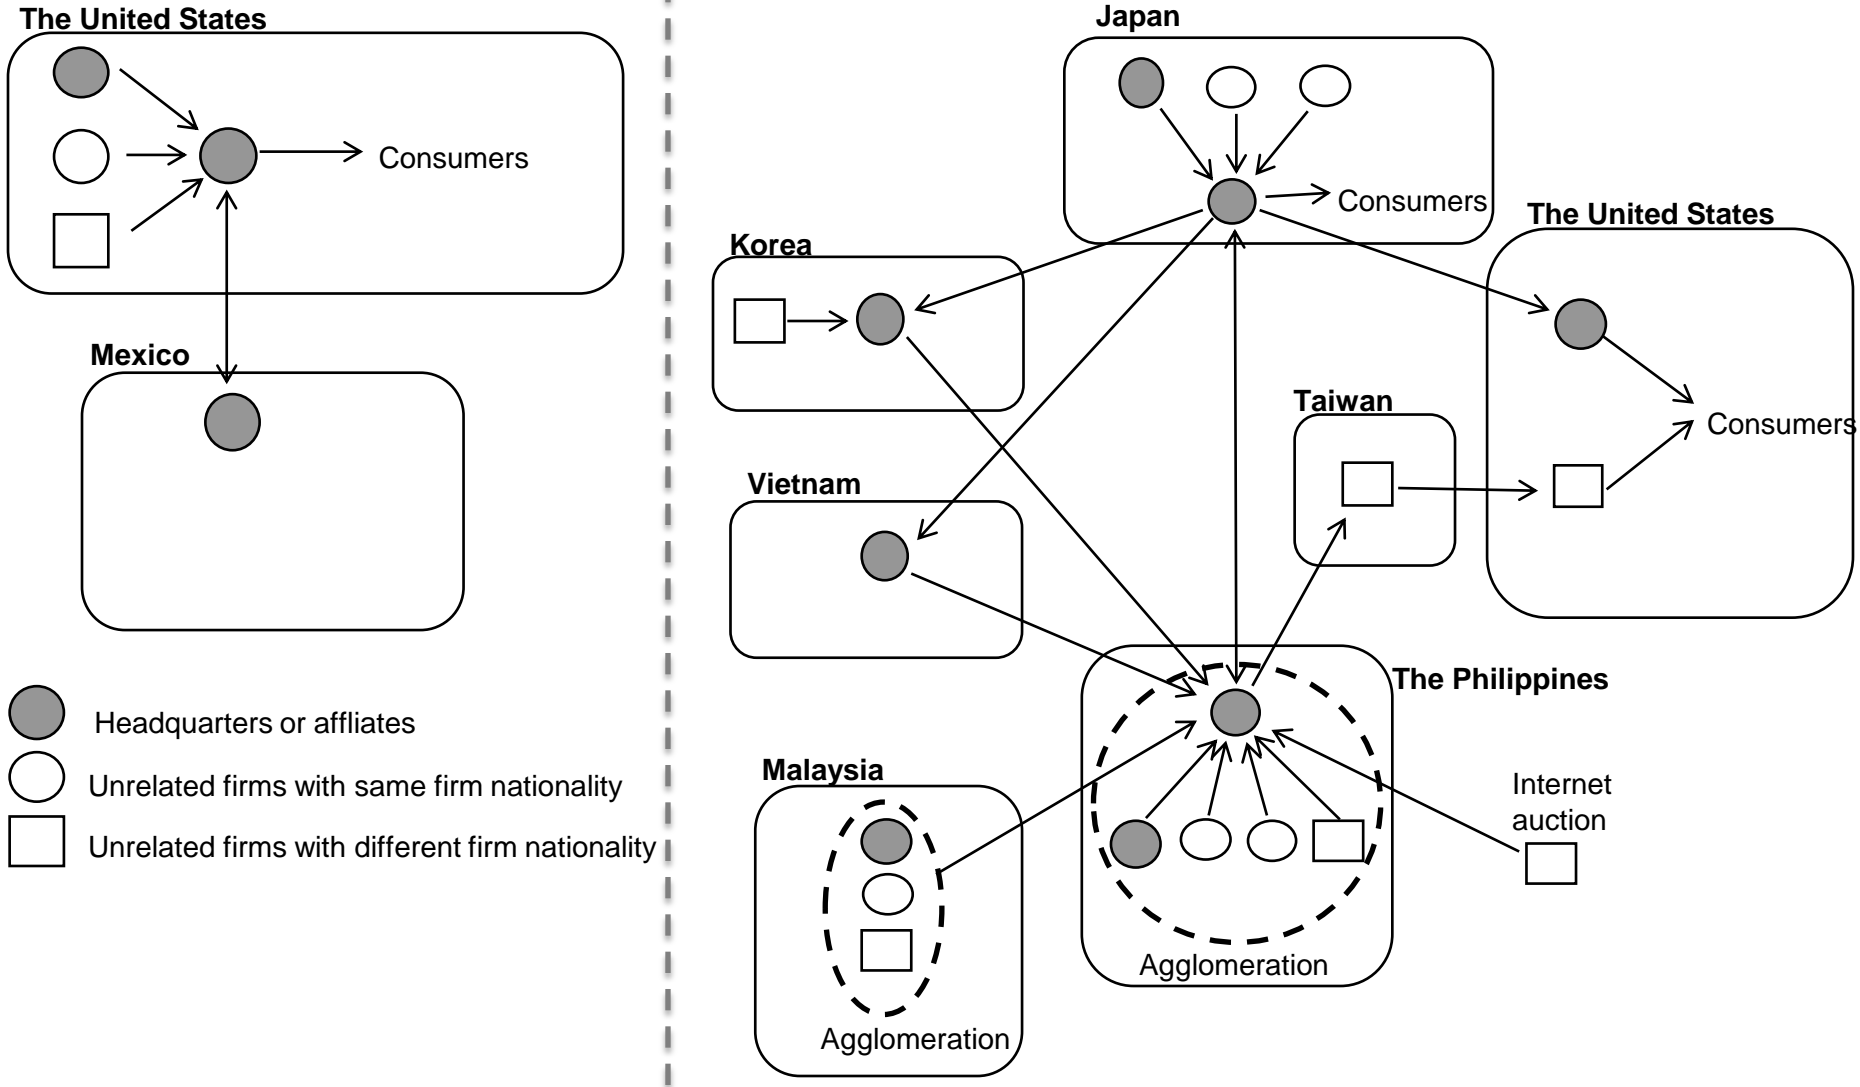 The United States
Consumers
Mexico
Headquarters or affliates
Unrelated firms with same firm nationality
Unrelated firms with different firm nationality
Japan
Consumers
The United States
Korea
Taiwan
Consumers
Vietnam
The Philippines
Malaysia
Internet
auction
Agglomeration
Agglomeration